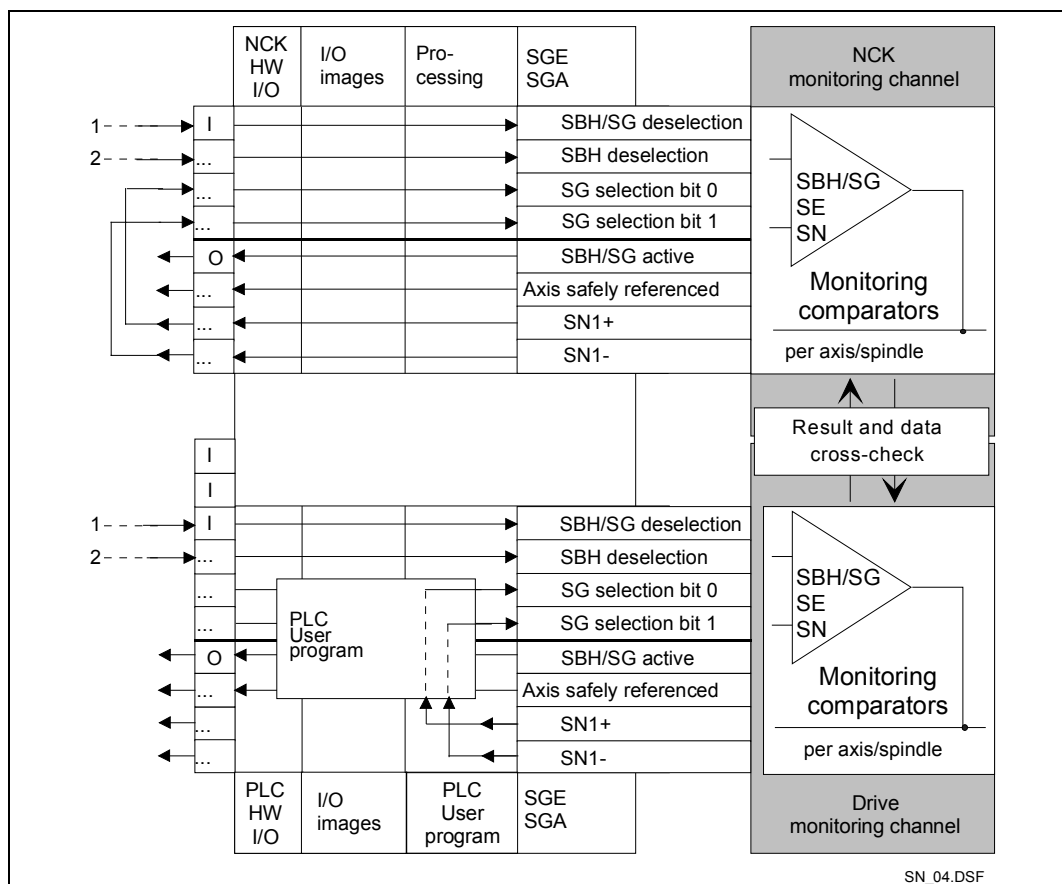 NCK
HW
I/O
I/O
images
Pro-
cessing
SGE
SGA
NCK
monitoring channel
1
I
SBH/SG deselection
2
...
SBH deselection
...
SG selection bit 0
...
SG selection bit 1
O
SBH/SG active
...
Axis safely referenced
...
SN1+
...
SN1-
SBH/SG
SE
SN
Monitoring
comparators
per axis/spindle
Result and data
cross-check
I
I
1
I
SBH/SG deselection
2
...
SBH deselection
...
SG selection bit 0
...
SG selection bit 1
PLC
User
program
O
SBH/SG active
...
Axis safely referenced
...
SN1+
...
SN1-
SBH/SG
SE
SN
Monitoring
comparators
per axis/spindle
PLC
HW
I/O
I/O
images
PLC
User
program
SGE
SGA
Drive
monitoring channel
SN_04.DSF